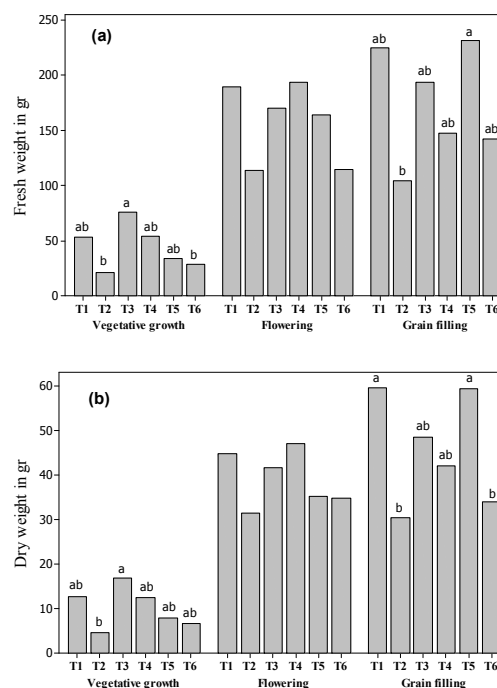 (a)
Fresh weight in gr
250
200
150
100
50
0
ab b a ab ab b
ab b ab ab a ab
T1 T2 T3 T4 T5 T6 T1 T2 T3 T4 T5 T6 T1 T2 T3 T4 T5 T6
Vegetative growth Flowering Grain filling
(b)
Dry weight in gr
60
50
40
30
20
10
0
ab b a ab ab ab
a b ab ab a b
T1 T2 T3 T4 T5 T6 T1 T2 T3 T4 T5 T6 T1 T2 T3 T4 T5 T6
Vegetative growth Flowering Grain filling